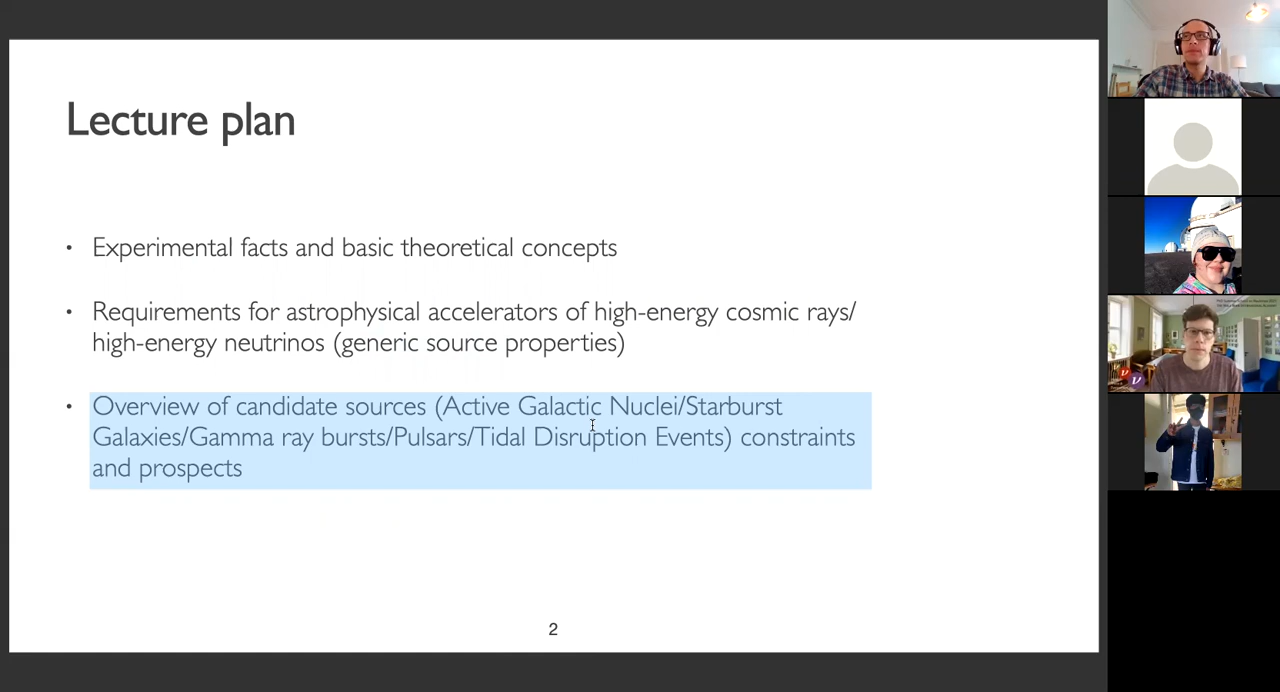 Lecture plan
• Experimental facts and basic theoretical concepts
• Requirements for astrophysical accelerators of high-energy cosmic rays/
high-energy neutrinos (generic source properties)
• Overview of candidate sources (Active Galactic Nuclei/Starburst
Galaxies/Gamma ray bursts/Pulsars/Tidal Disruption Events) constraints
and prospects
2
ν
ν